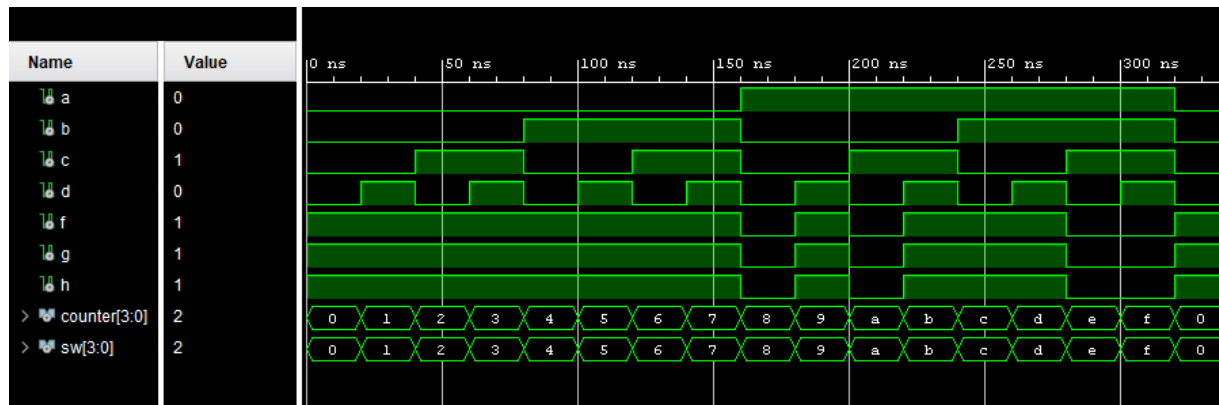 Name Value |0 ns |50 ns |100 ns |150 ns |200 ns |250 ns |300 ns
a 0
b 0
c 1
d 0
f 1
g 1
h 1
> counter[3:0] 2 0 1 2 3 4 5 6 7 8 9 a b c d e f 0
> sw[3:0] 2 0 1 2 3 4 5 6 7 8 9 a b c d e f 0